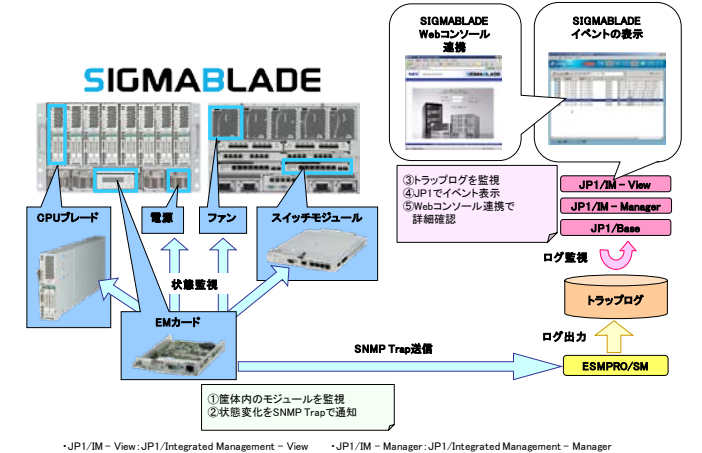 SIGMABLADE
Webコンソール
連携
SIGMABLADE
イベントの表示
SIGMABLADE
③トラップログを監視
④JP1でイベント表示
⑤Webコンソール連携で
詳細確認
JP1/IM － View
JP1/IM － Manager
JP1/Base
CPUブレード
電源
ファン
スイッチモジュール
ログ監視
状態監視
トラップログ
EMカード
ログ出力
SNMP Trap送信
ESMPRO/SM
①筐体内のモジュールを監視
②状態変化をSNMP Trapで通知
・JP1/IM － View：JP1/Integrated Management － View ・JP1/IM － Manager：JP1/Integrated Management － Manager